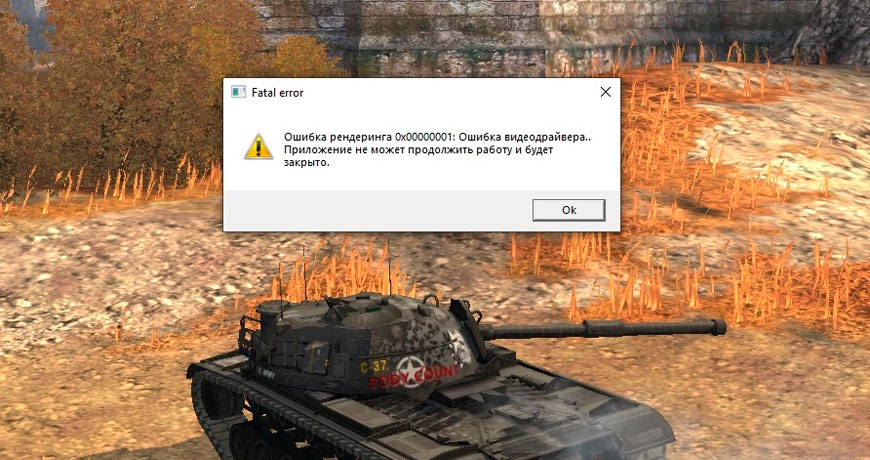 Fatal error
Ошибка рендеринга 0x00000001: Ошибка видеодрайвера..
Приложение не может продолжить работу и будет
закрыто.
Ok
C-37
BODY COUNT